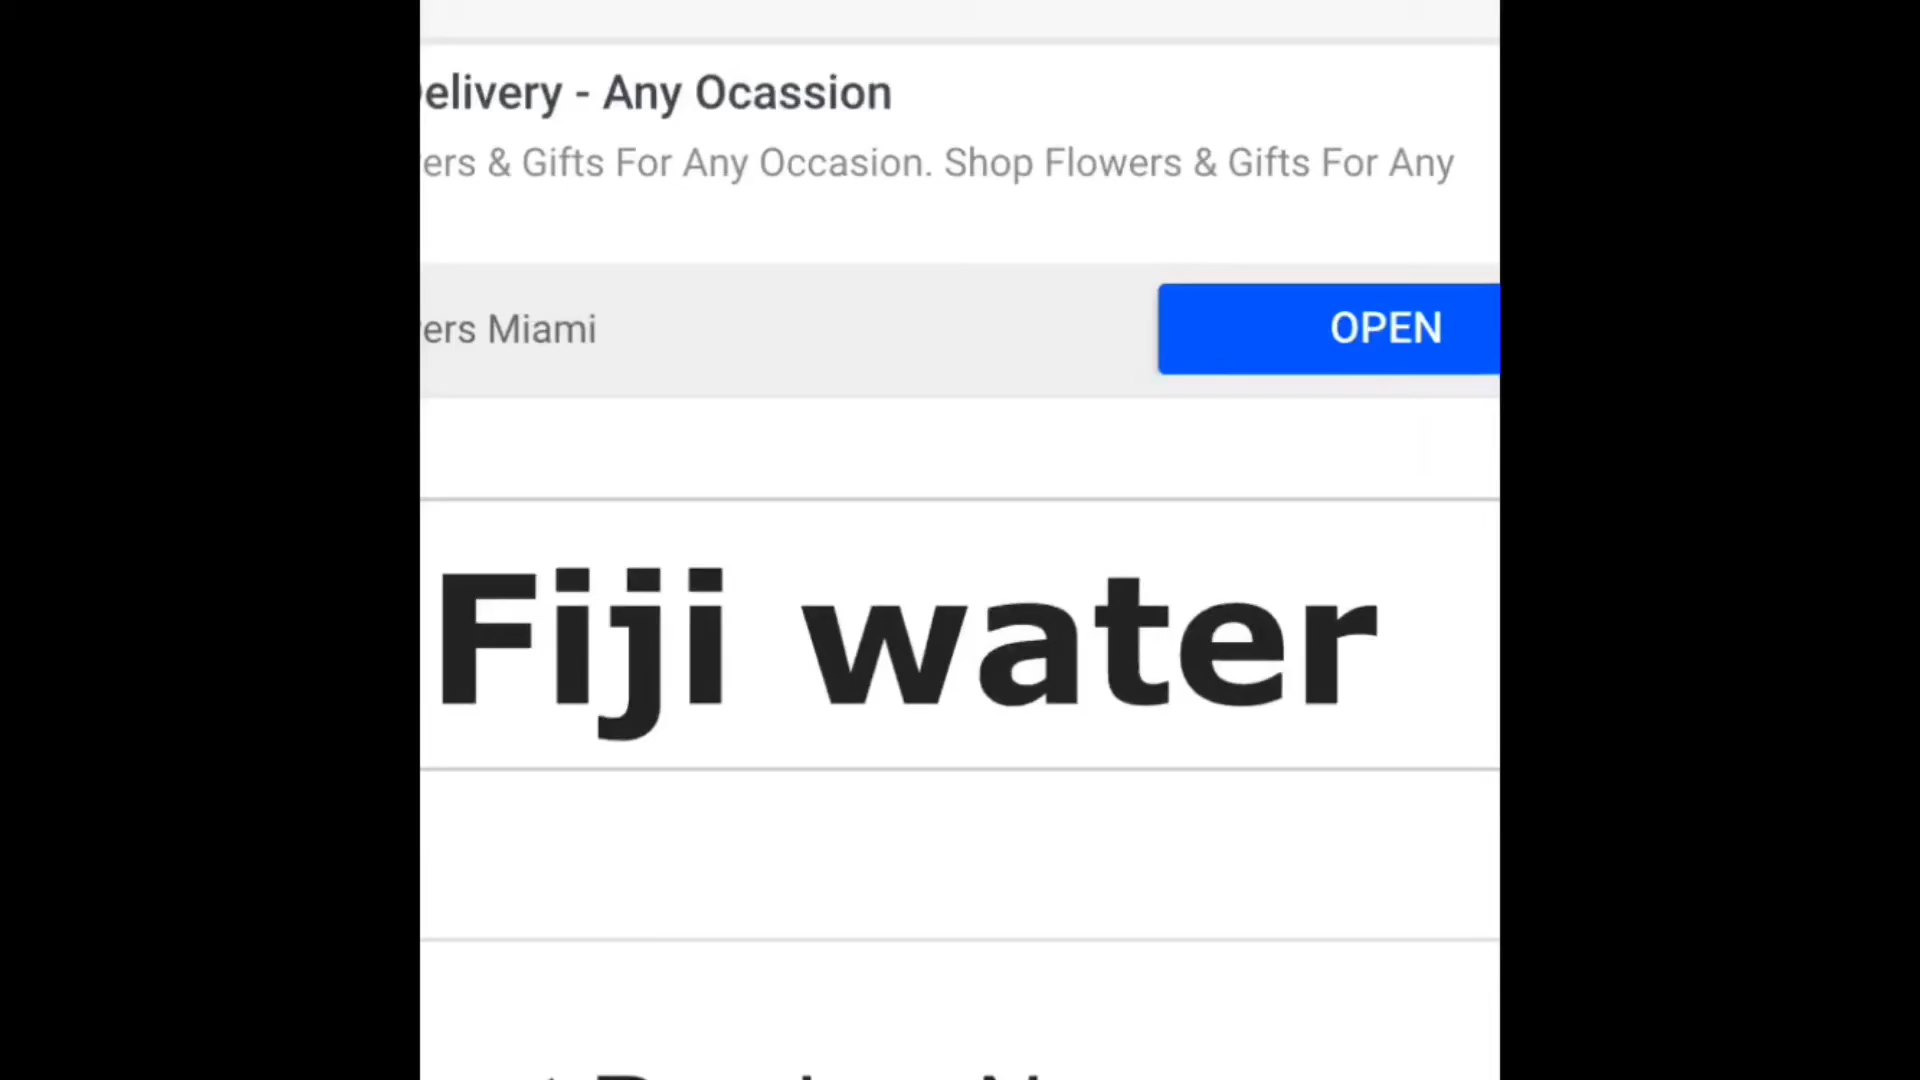 elivery - Any Ocassion
ers & Gifts For Any Occasion. Shop Flowers & Gifts For Any
ers Miami
OPEN
Fiji water